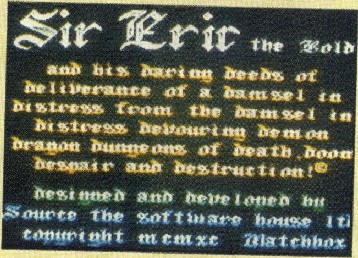 Sir Eric the Bold
and his daring deeds of
deliverance of a damsel in
distress from the damsel in
distress devouring demon
dragon dungeons of death,doom
despair and destruction!©
designed and developed by
Source the software house lt
copyright mcmxc Matchbox